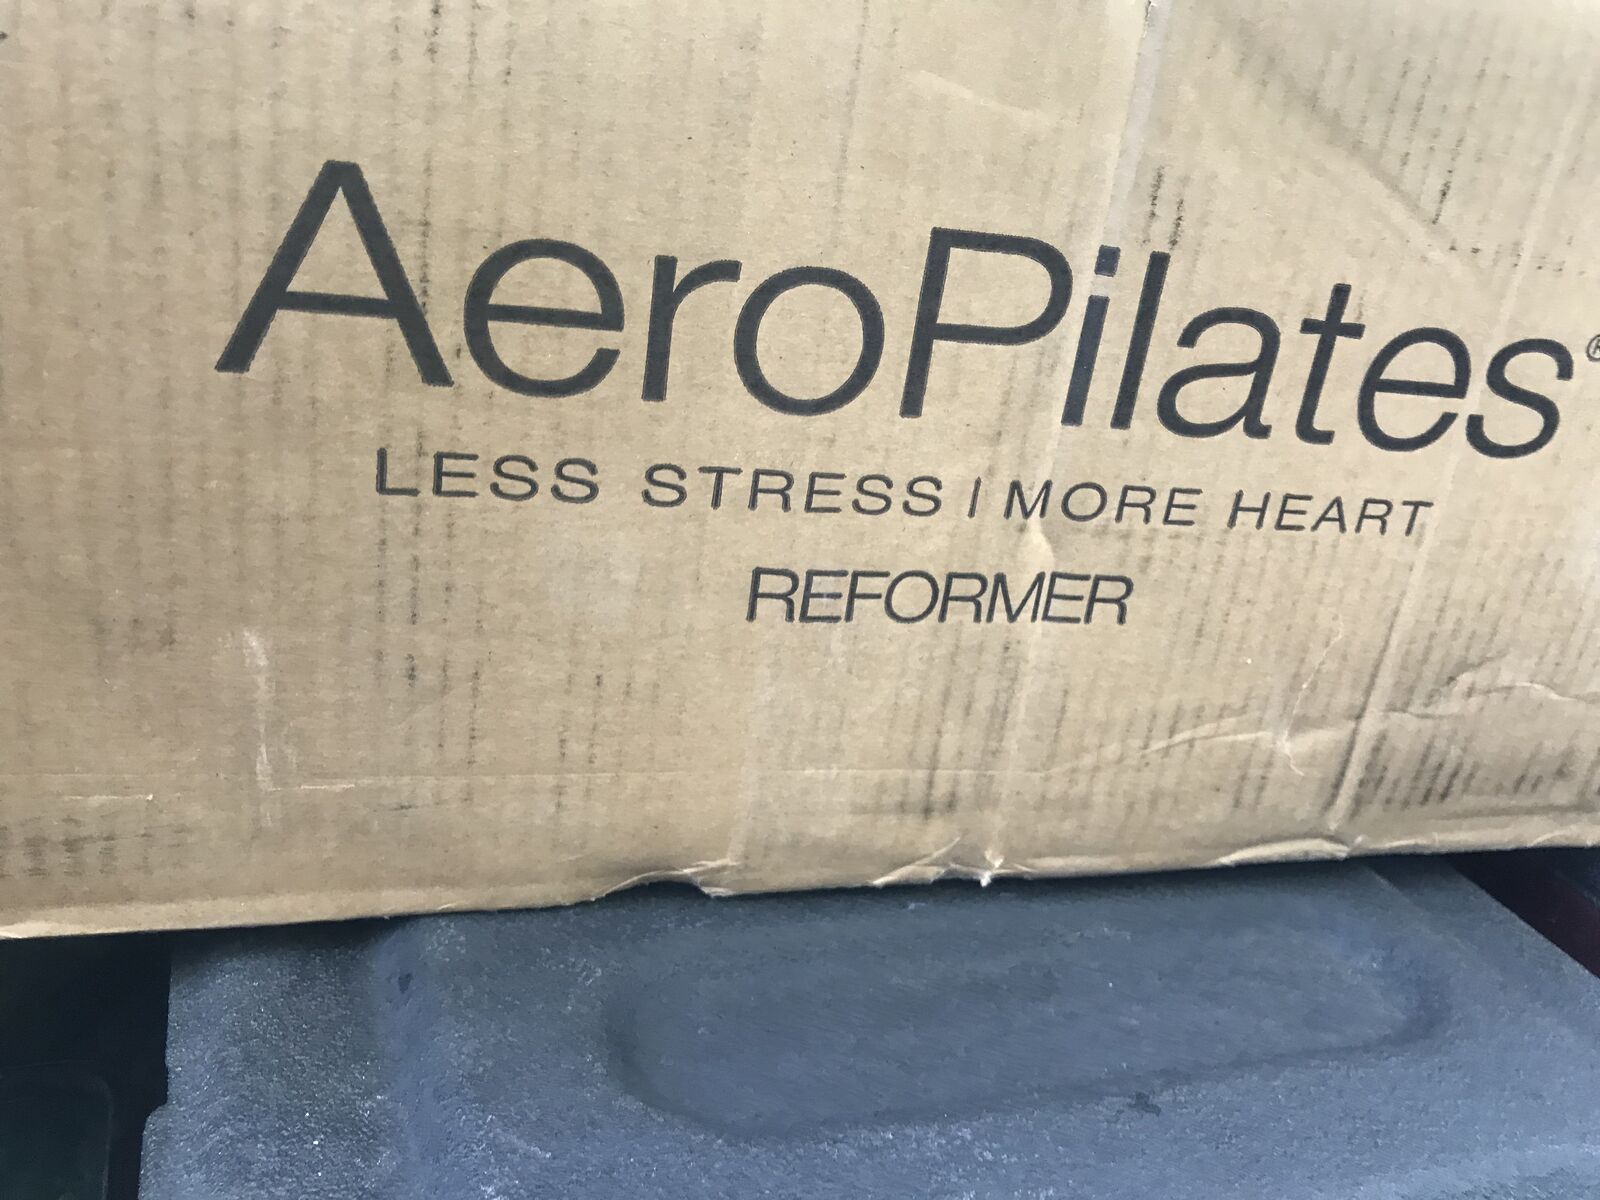 AeroPilates®
LESS STRESS | MORE HEART
REFORMER